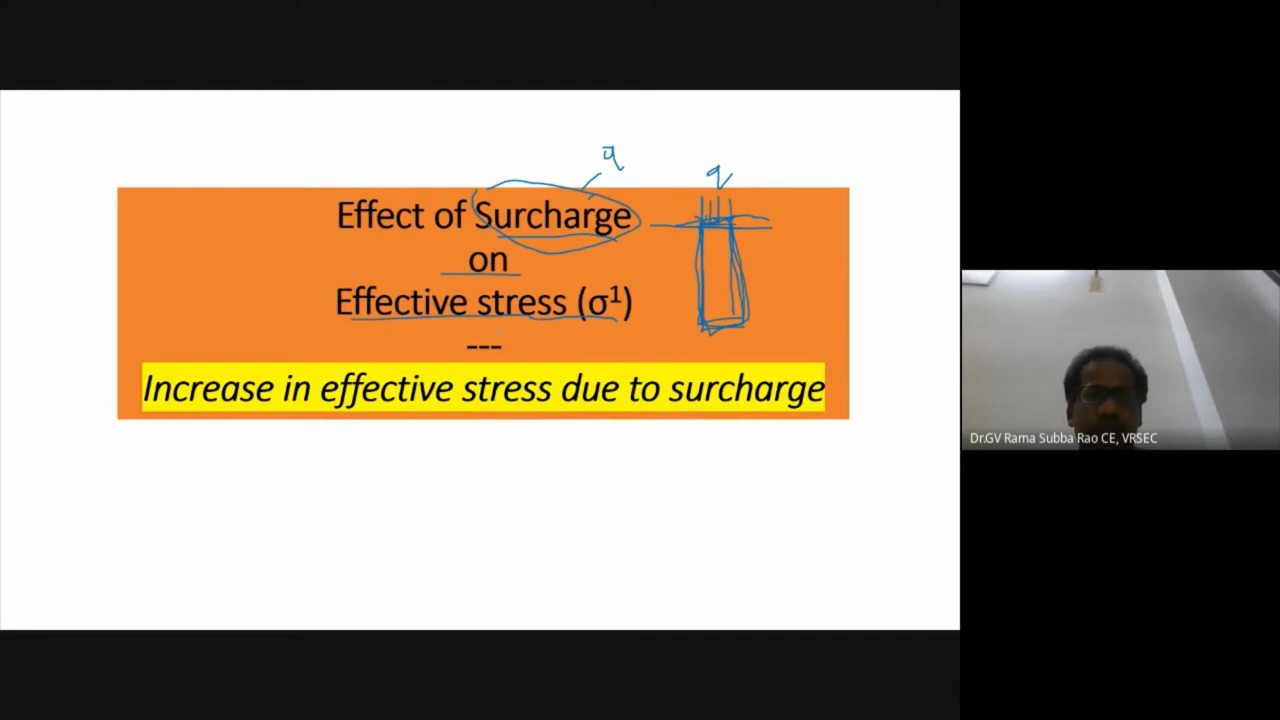 q
q
Effect of Surcharge
on
Effective stress (σ¹)
---
Increase in effective stress due to surcharge
Dr.GV Rama Subba Rao CE, VRSEC